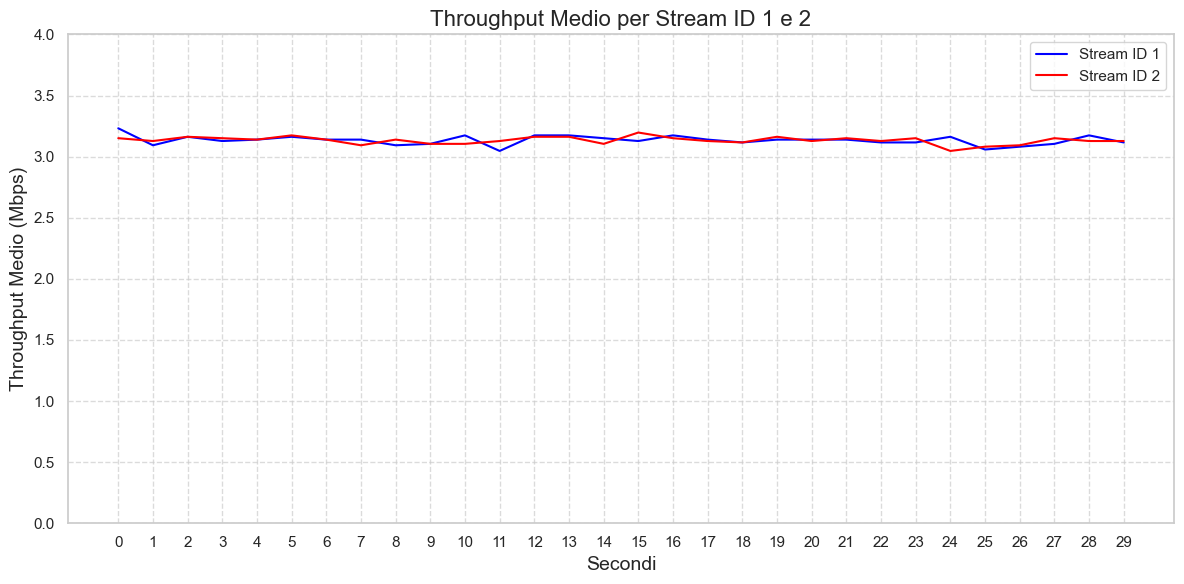 Throughput Medio per Stream ID 1 e 2
Stream ID 1
Stream ID 2
Throughput Medio (Mbps)
4.0
3.5
3.0
2.5
2.0
1.5
1.0
0.5
0.0
0 1 2 3 4 5 6 7 8 9 10 11 12 13 14 15 16 17 18 19 20 21 22 23 24 25 26 27 28 29
Secondi